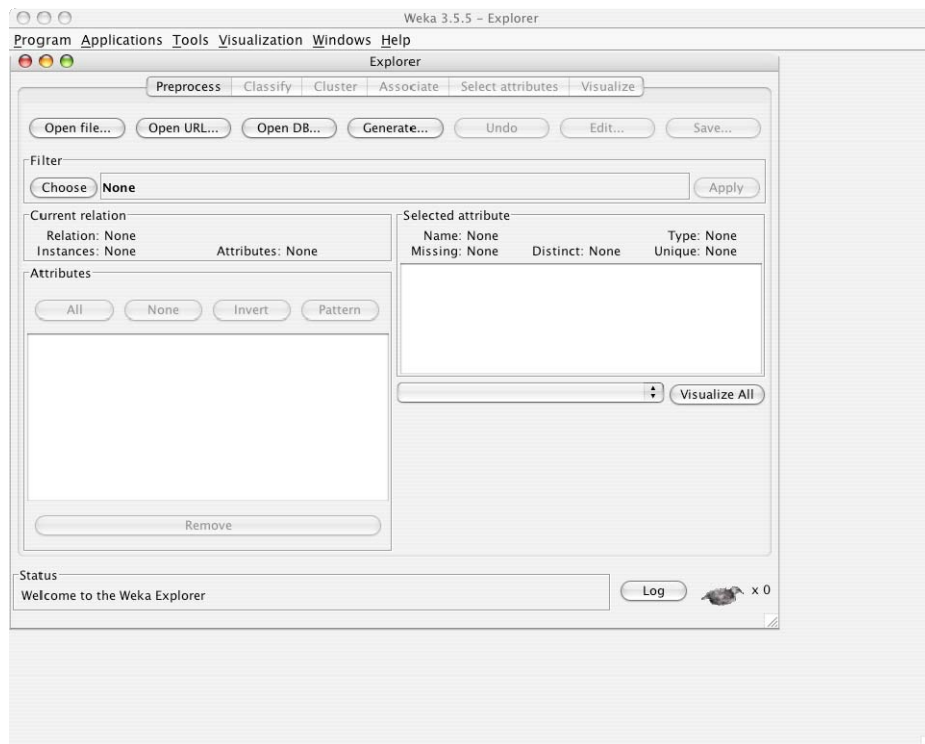 Weka 3.5.5 – Explorer
Program Applications Tools Visualization Windows Help
Explorer
Preprocess Classify Cluster Associate Select attributes Visualize
Open file... Open URL... Open DB... Generate... Undo Edit... Save...
Filter
Choose None Apply
Current relation
Relation: None
Instances: None Attributes: None
Selected attribute
Name: None Type: None
Missing: None Distinct: None Unique: None
Attributes
All None Invert Pattern
Visualize All
Remove
Status
Welcome to the Weka Explorer
Log x 0